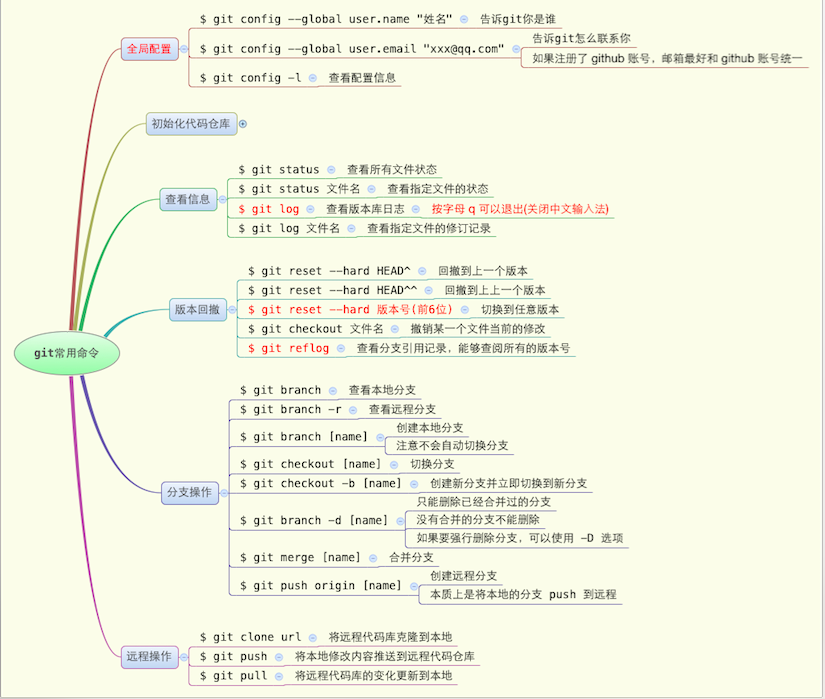 git常用命令
全局配置
$ git config --global user.name "姓名" 告诉git你是谁
$ git config --global user.email "xxx@qq.com" 告诉git怎么联系你
如果注册了 github 账号，邮箱最好和 github 账号统一
$ git config -l 查看配置信息
初始化代码仓库
查看信息
$ git status 查看所有文件状态
$ git status 文件名 查看指定文件的状态
$ git log 查看版本库日志 按字母 q 可以退出(关闭中文输入法)
$ git log 文件名 查看指定文件的修订记录
版本回撤
$ git reset --hard HEAD^ 回撤到上一个版本
$ git reset --hard HEAD^^ 回撤到上上一个版本
$ git reset --hard 版本号(前6位) 切换到任意版本
$ git checkout 文件名 撤销某一个文件当前的修改
$ git reflog 查看分支引用记录，能够查阅所有的版本号
分支操作
$ git branch 查看本地分支
$ git branch -r 查看远程分支
$ git branch [name] 创建本地分支
注意不会自动切换分支
$ git checkout [name] 切换分支
$ git checkout -b [name] 创建新分支并立即切换到新分支
$ git branch -d [name] 只能删除已经合并过的分支
没有合并的分支不能删除
如果要强行删除分支，可以使用 -D 选项
$ git merge [name] 合并分支
$ git push origin [name] 创建远程分支
本质上是将本地的分支 push 到远程
远程操作
$ git clone url 将远程代码库克隆到本地
$ git push 将本地修改内容推送到远程代码仓库
$ git pull 将远程代码库的变化更新到本地